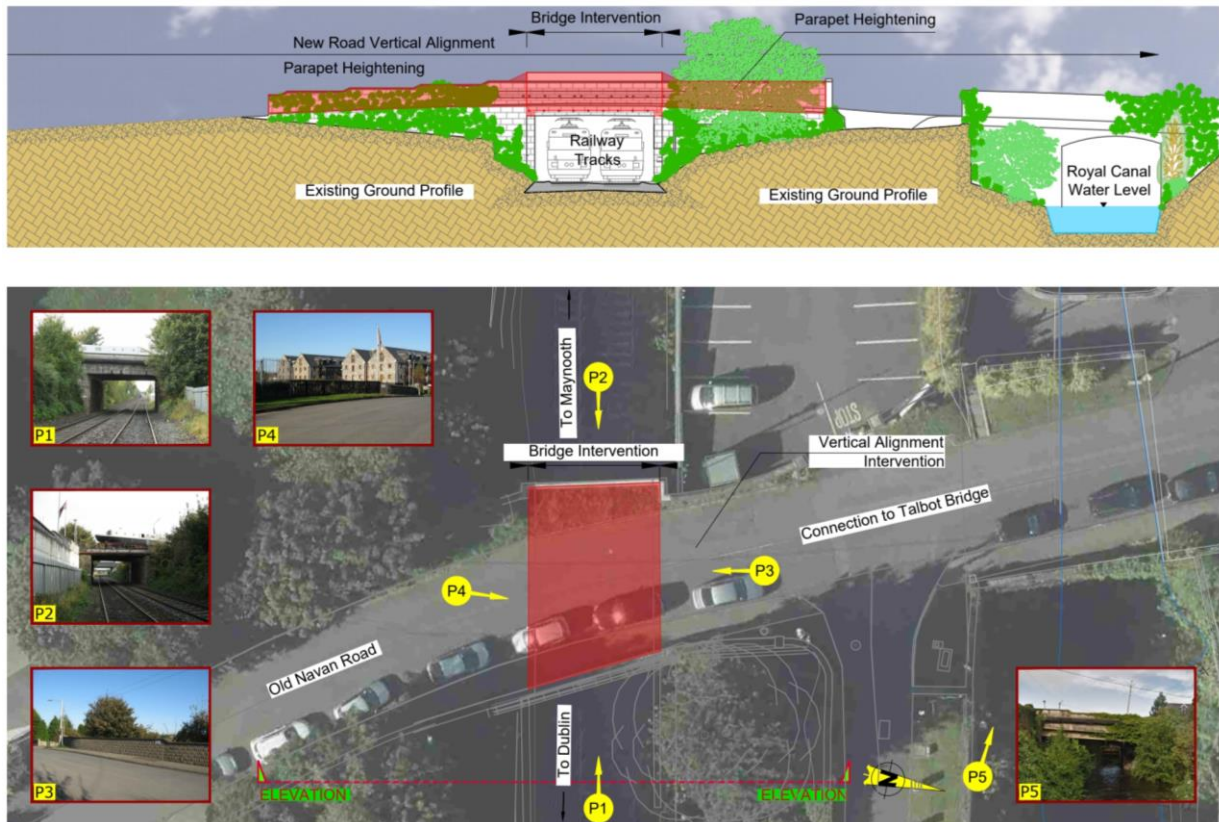 Bridge Intervention
Parapet Heightening
New Road Vertical Alignment
Parapet Heightening
Railway
Tracks
Existing Ground Profile
Existing Ground Profile
Royal Canal
Water Level
P1
P4
To Maynooth
P2
Bridge Intervention
STOP
Vertical Alignment
Intervention
Connection to Talbot Bridge
P2
P3
P4
Old Navan Road
P3
To Dublin
ELEVATION
ELEVATION
P1
N
P5
P5